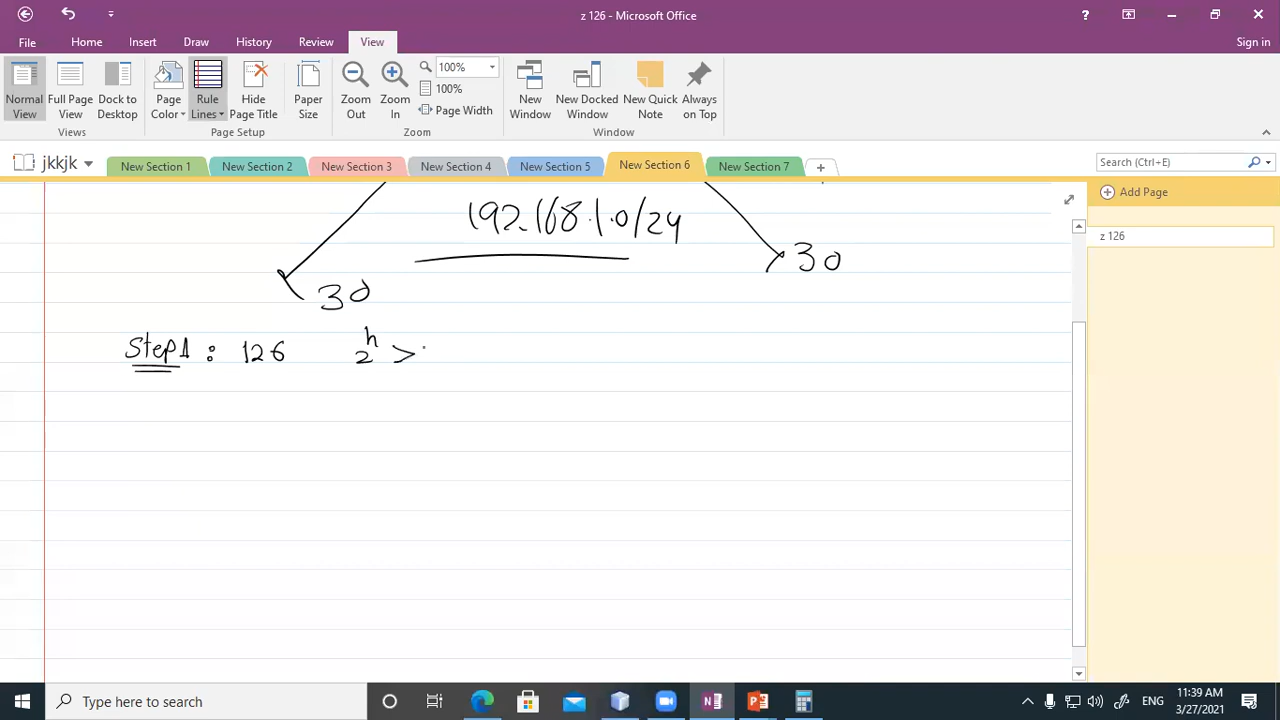 z 126 - Microsoft Office
File Home Insert Draw History Review View Sign in
Normal View Full Page View Dock to Desktop Page Color Rule Lines Hide Page Title Paper Size Zoom Out Zoom In 100% 100% Page Width New Window New Docked Window New Quick Note Always on Top
Views Page Setup Zoom Window
jkkjk New Section 1 New Section 2 New Section 3 New Section 4 New Section 5 New Section 6 New Section 7 Search (Ctrl+E)
Add Page
z 126
192.168.1.0/24
30
30
Step1 : 126 2^h >
Type here to search
ENG 11:39 AM
3/27/2021